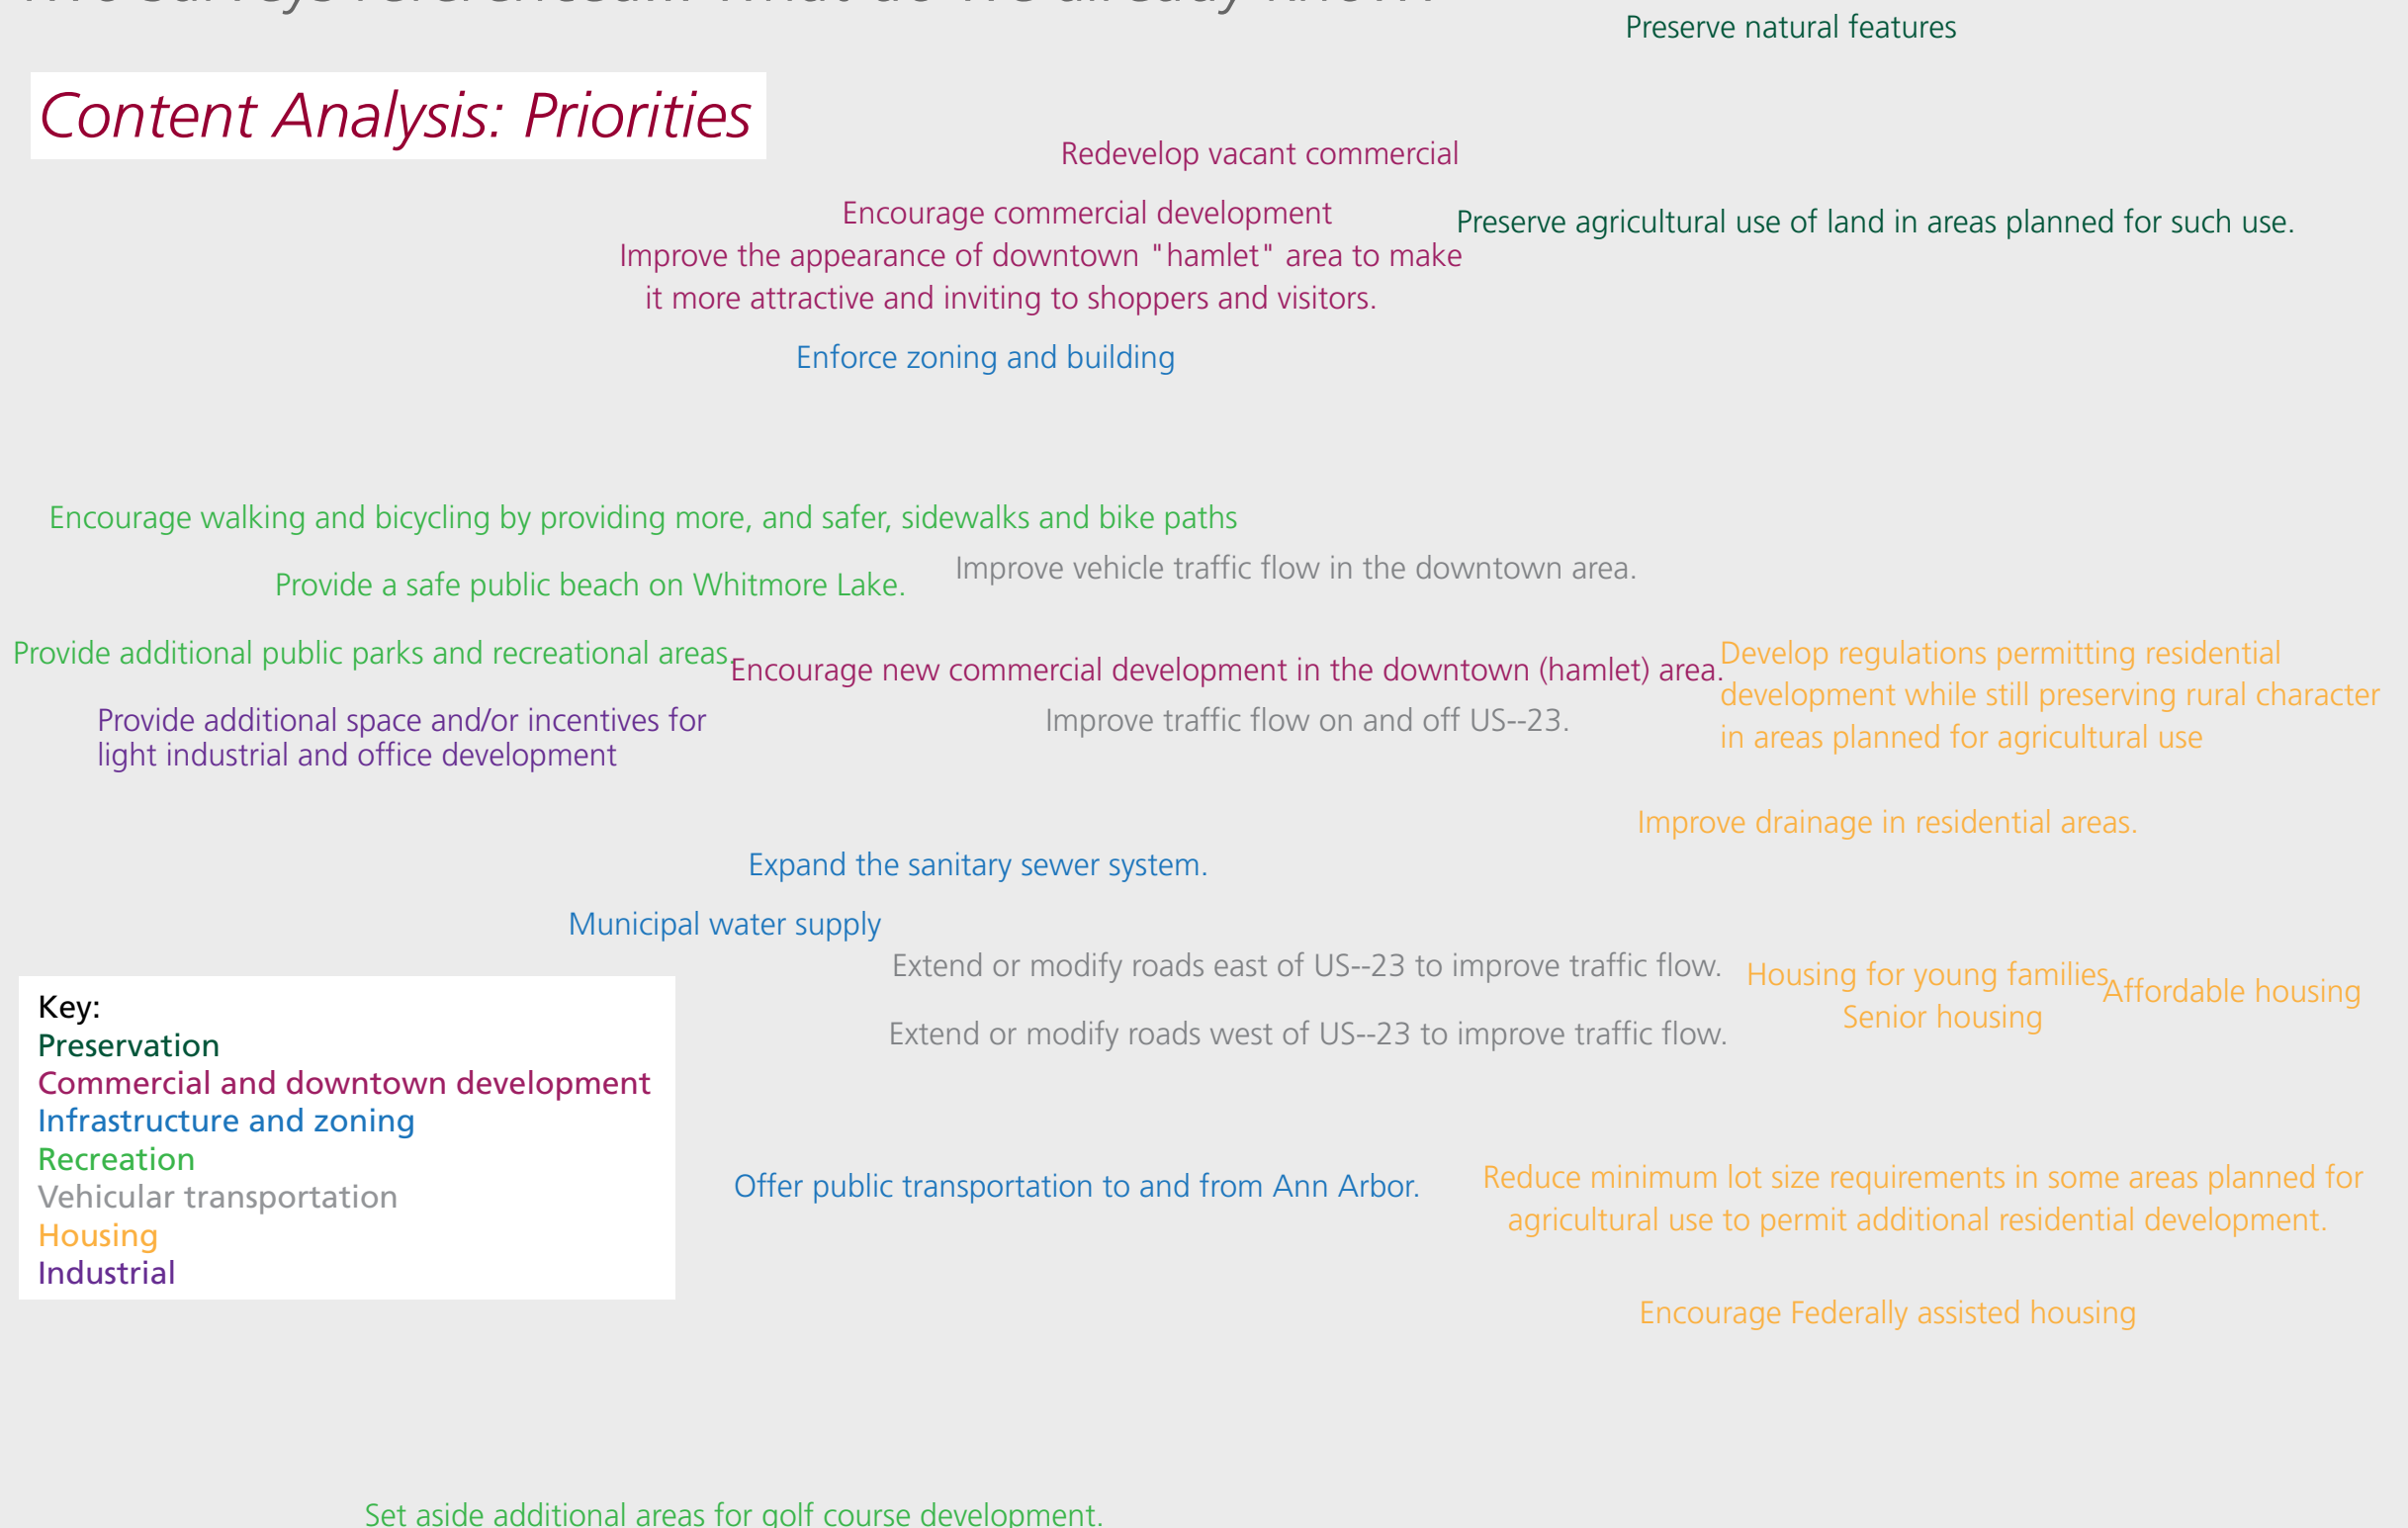 Preserve natural features
Content Analysis: Priorities
Redevelop vacant commercial
Encourage commercial development
Preserve agricultural use of land in areas planned for such use.
Improve the appearance of downtown "hamlet" area to make
it more attractive and inviting to shoppers and visitors.
Enforce zoning and building
Encourage walking and bicycling by providing more, and safer, sidewalks and bike paths
Improve vehicle traffic flow in the downtown area.
Provide a safe public beach on Whitmore Lake.
Provide additional public parks and recreational areas.
Encourage new commercial development in the downtown (hamlet) area.
Develop regulations permitting residential
development while still preserving rural character
in areas planned for agricultural use
Provide additional space and/or incentives for
light industrial and office development
Improve traffic flow on and off US--23.
Improve drainage in residential areas.
Expand the sanitary sewer system.
Municipal water supply
Extend or modify roads east of US--23 to improve traffic flow.
Housing for young families
Affordable housing
Senior housing
Extend or modify roads west of US--23 to improve traffic flow.
Key:
Preservation
Commercial and downtown development
Infrastructure and zoning
Recreation
Vehicular transportation
Housing
Industrial
Offer public transportation to and from Ann Arbor.
Reduce minimum lot size requirements in some areas planned for
agricultural use to permit additional residential development.
Encourage Federally assisted housing
Set aside additional areas for golf course development.